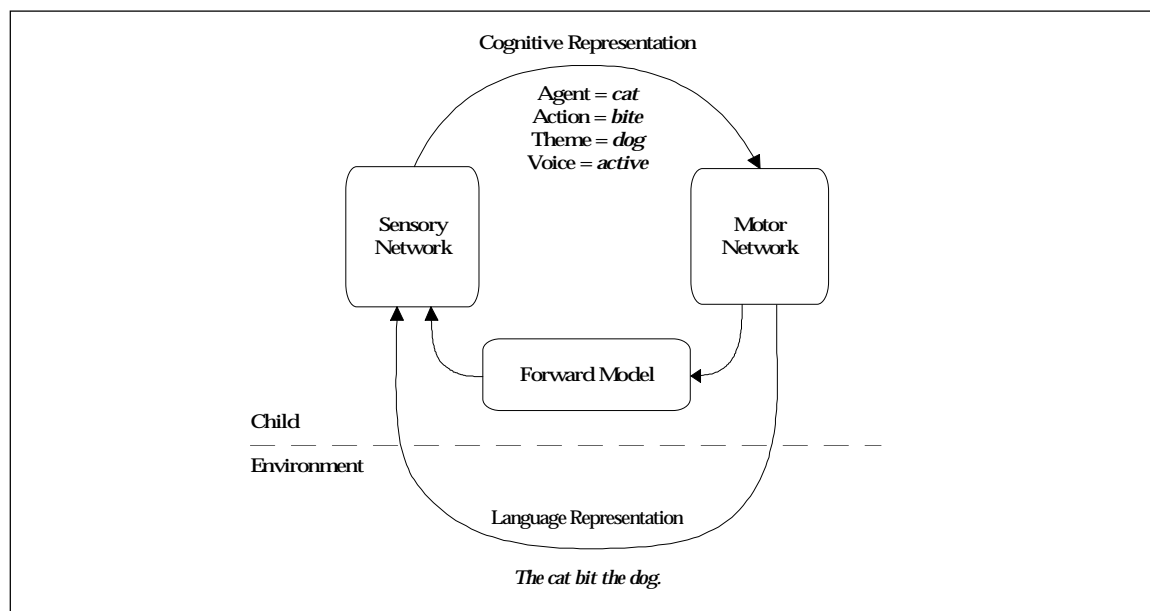 Cognitive Representation
Agent = cat
Action = bite
Theme = dog
Voice = active
Sensory
Network
Motor
Network
Forward Model
Child
Environment
Language Representation
The cat bit the dog.